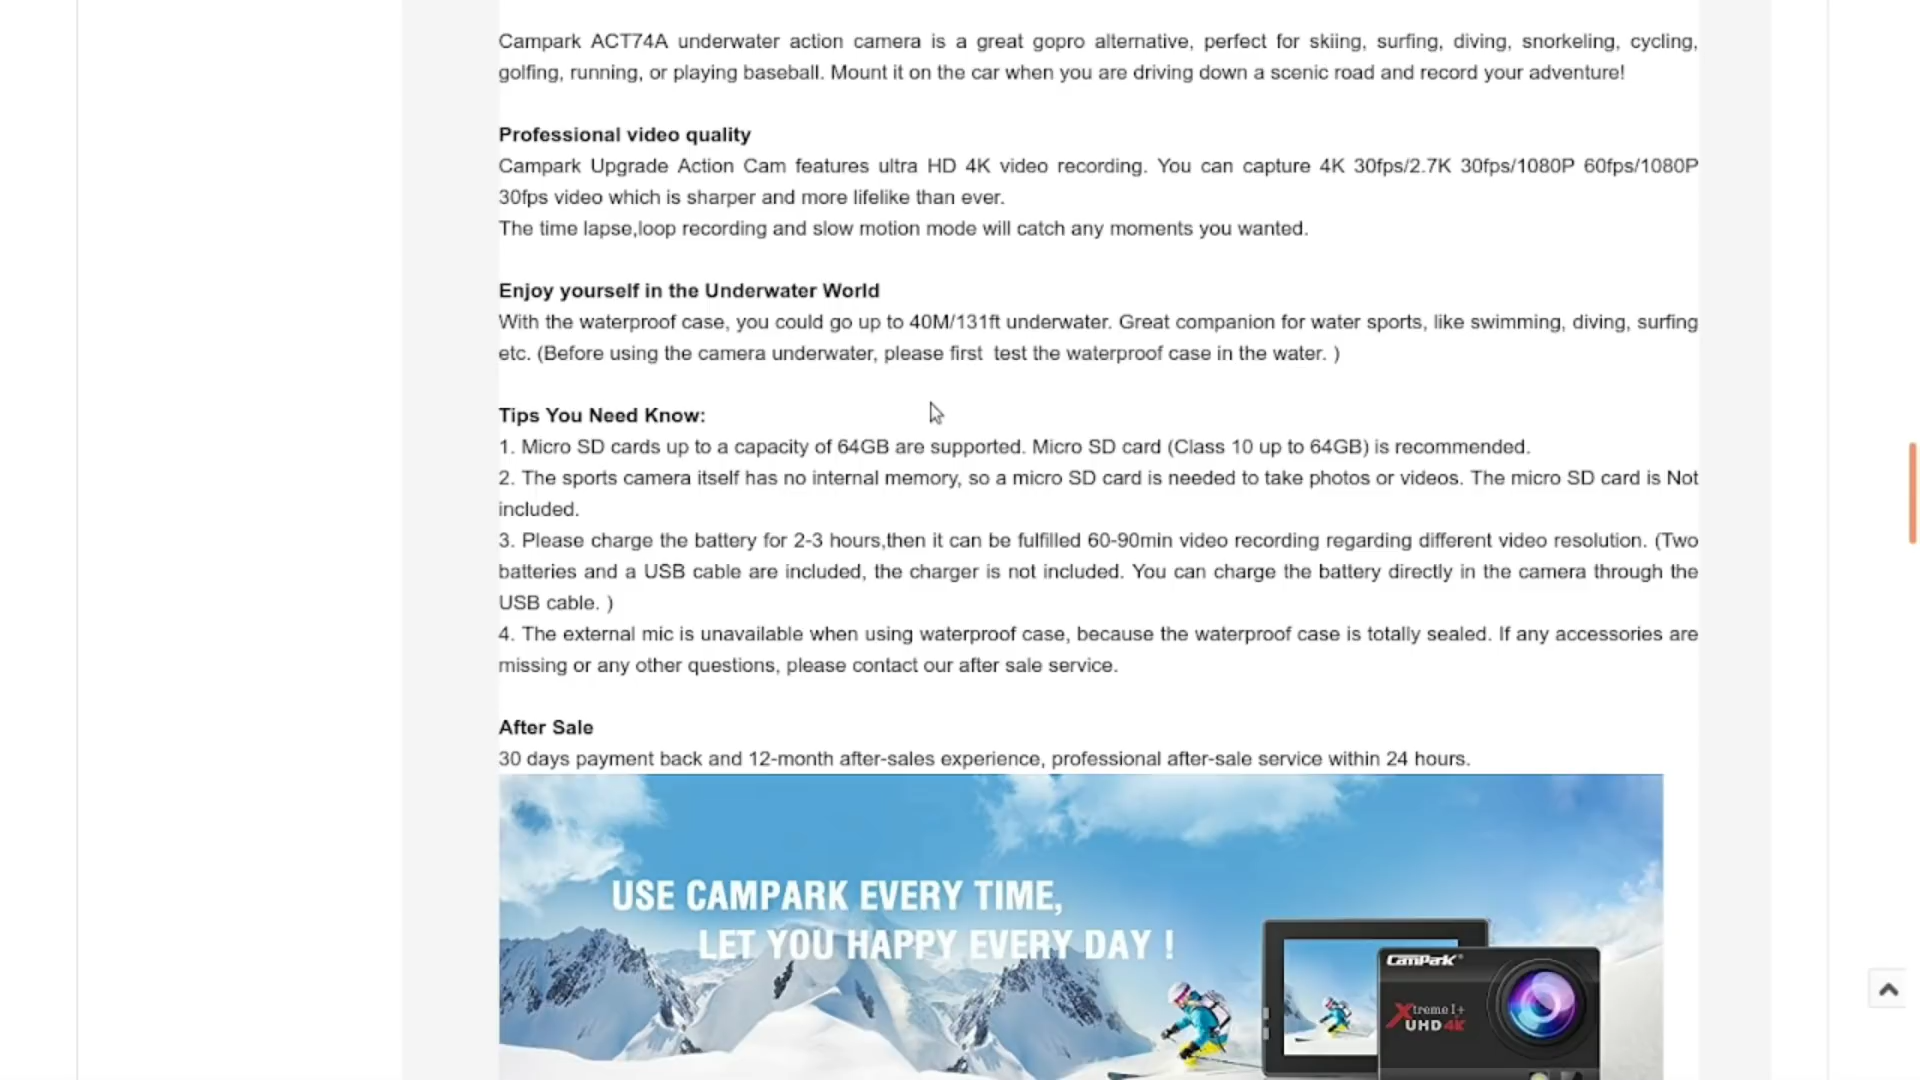 Campark ACT74A underwater action camera is a great gopro alternative, perfect for skiing, surfing, diving, snorkeling, cycling,
golfing, running, or playing baseball. Mount it on the car when you are driving down a scenic road and record your adventure!
Professional video quality
Campark Upgrade Action Cam features ultra HD 4K video recording. You can capture 4K 30fps/2.7K 30fps/1080P 60fps/1080P
30fps video which is sharper and more lifelike than ever.
The time lapse,loop recording and slow motion mode will catch any moments you wanted.
Enjoy yourself in the Underwater World
With the waterproof case, you could go up to 40M/131ft underwater. Great companion for water sports, like swimming, diving, surfing
etc. (Before using the camera underwater, please first  test the waterproof case in the water. )
Tips You Need Know:
1. Micro SD cards up to a capacity of 64GB are supported. Micro SD card (Class 10 up to 64GB) is recommended.
2. The sports camera itself has no internal memory, so a micro SD card is needed to take photos or videos. The micro SD card is Not
included.
3. Please charge the battery for 2-3 hours,then it can be fulfilled 60-90min video recording regarding different video resolution. (Two
batteries and a USB cable are included, the charger is not included. You can charge the battery directly in the camera through the
USB cable. )
4. The external mic is unavailable when using waterproof case, because the waterproof case is totally sealed. If any accessories are
missing or any other questions, please contact our after sale service.
After Sale
30 days payment back and 12-month after-sales experience, professional after-sale service within 24 hours.
USE CAMPARK EVERY TIME,
LET YOU HAPPY EVERY DAY !
CamPark®
Xtreme I+
UHD 4K